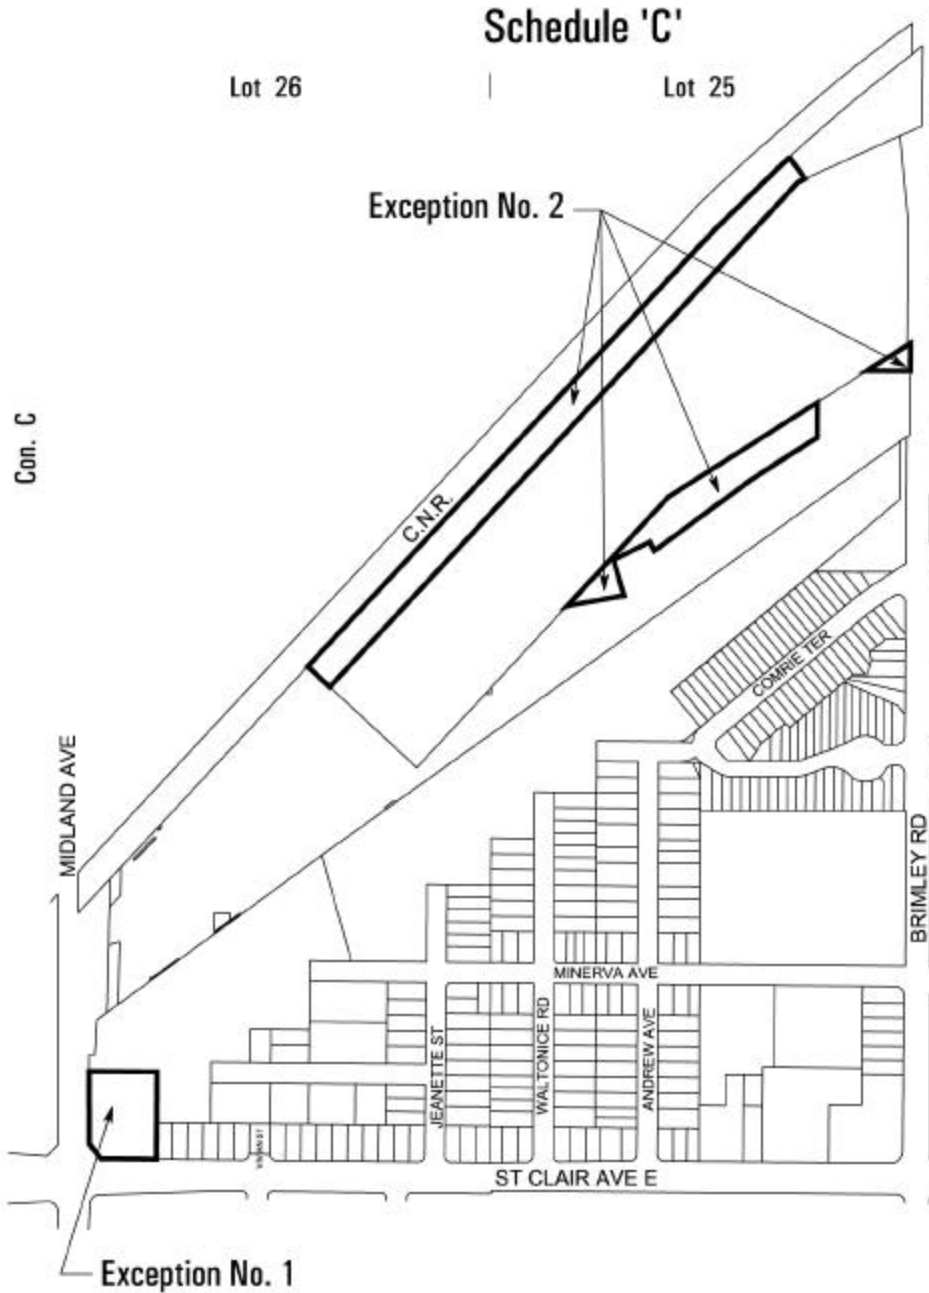 Schedule 'C'
Lot 26
Lot 25
Exception No. 2
Con. C
C.N.R.
COMRIE TER
MIDLAND AVE
BRIMLEY RD
MINERVA AVE
JEANETTE ST
WALTONICE RD
ANDREW AVE
ST CLAIR AVE E
Exception No. 1